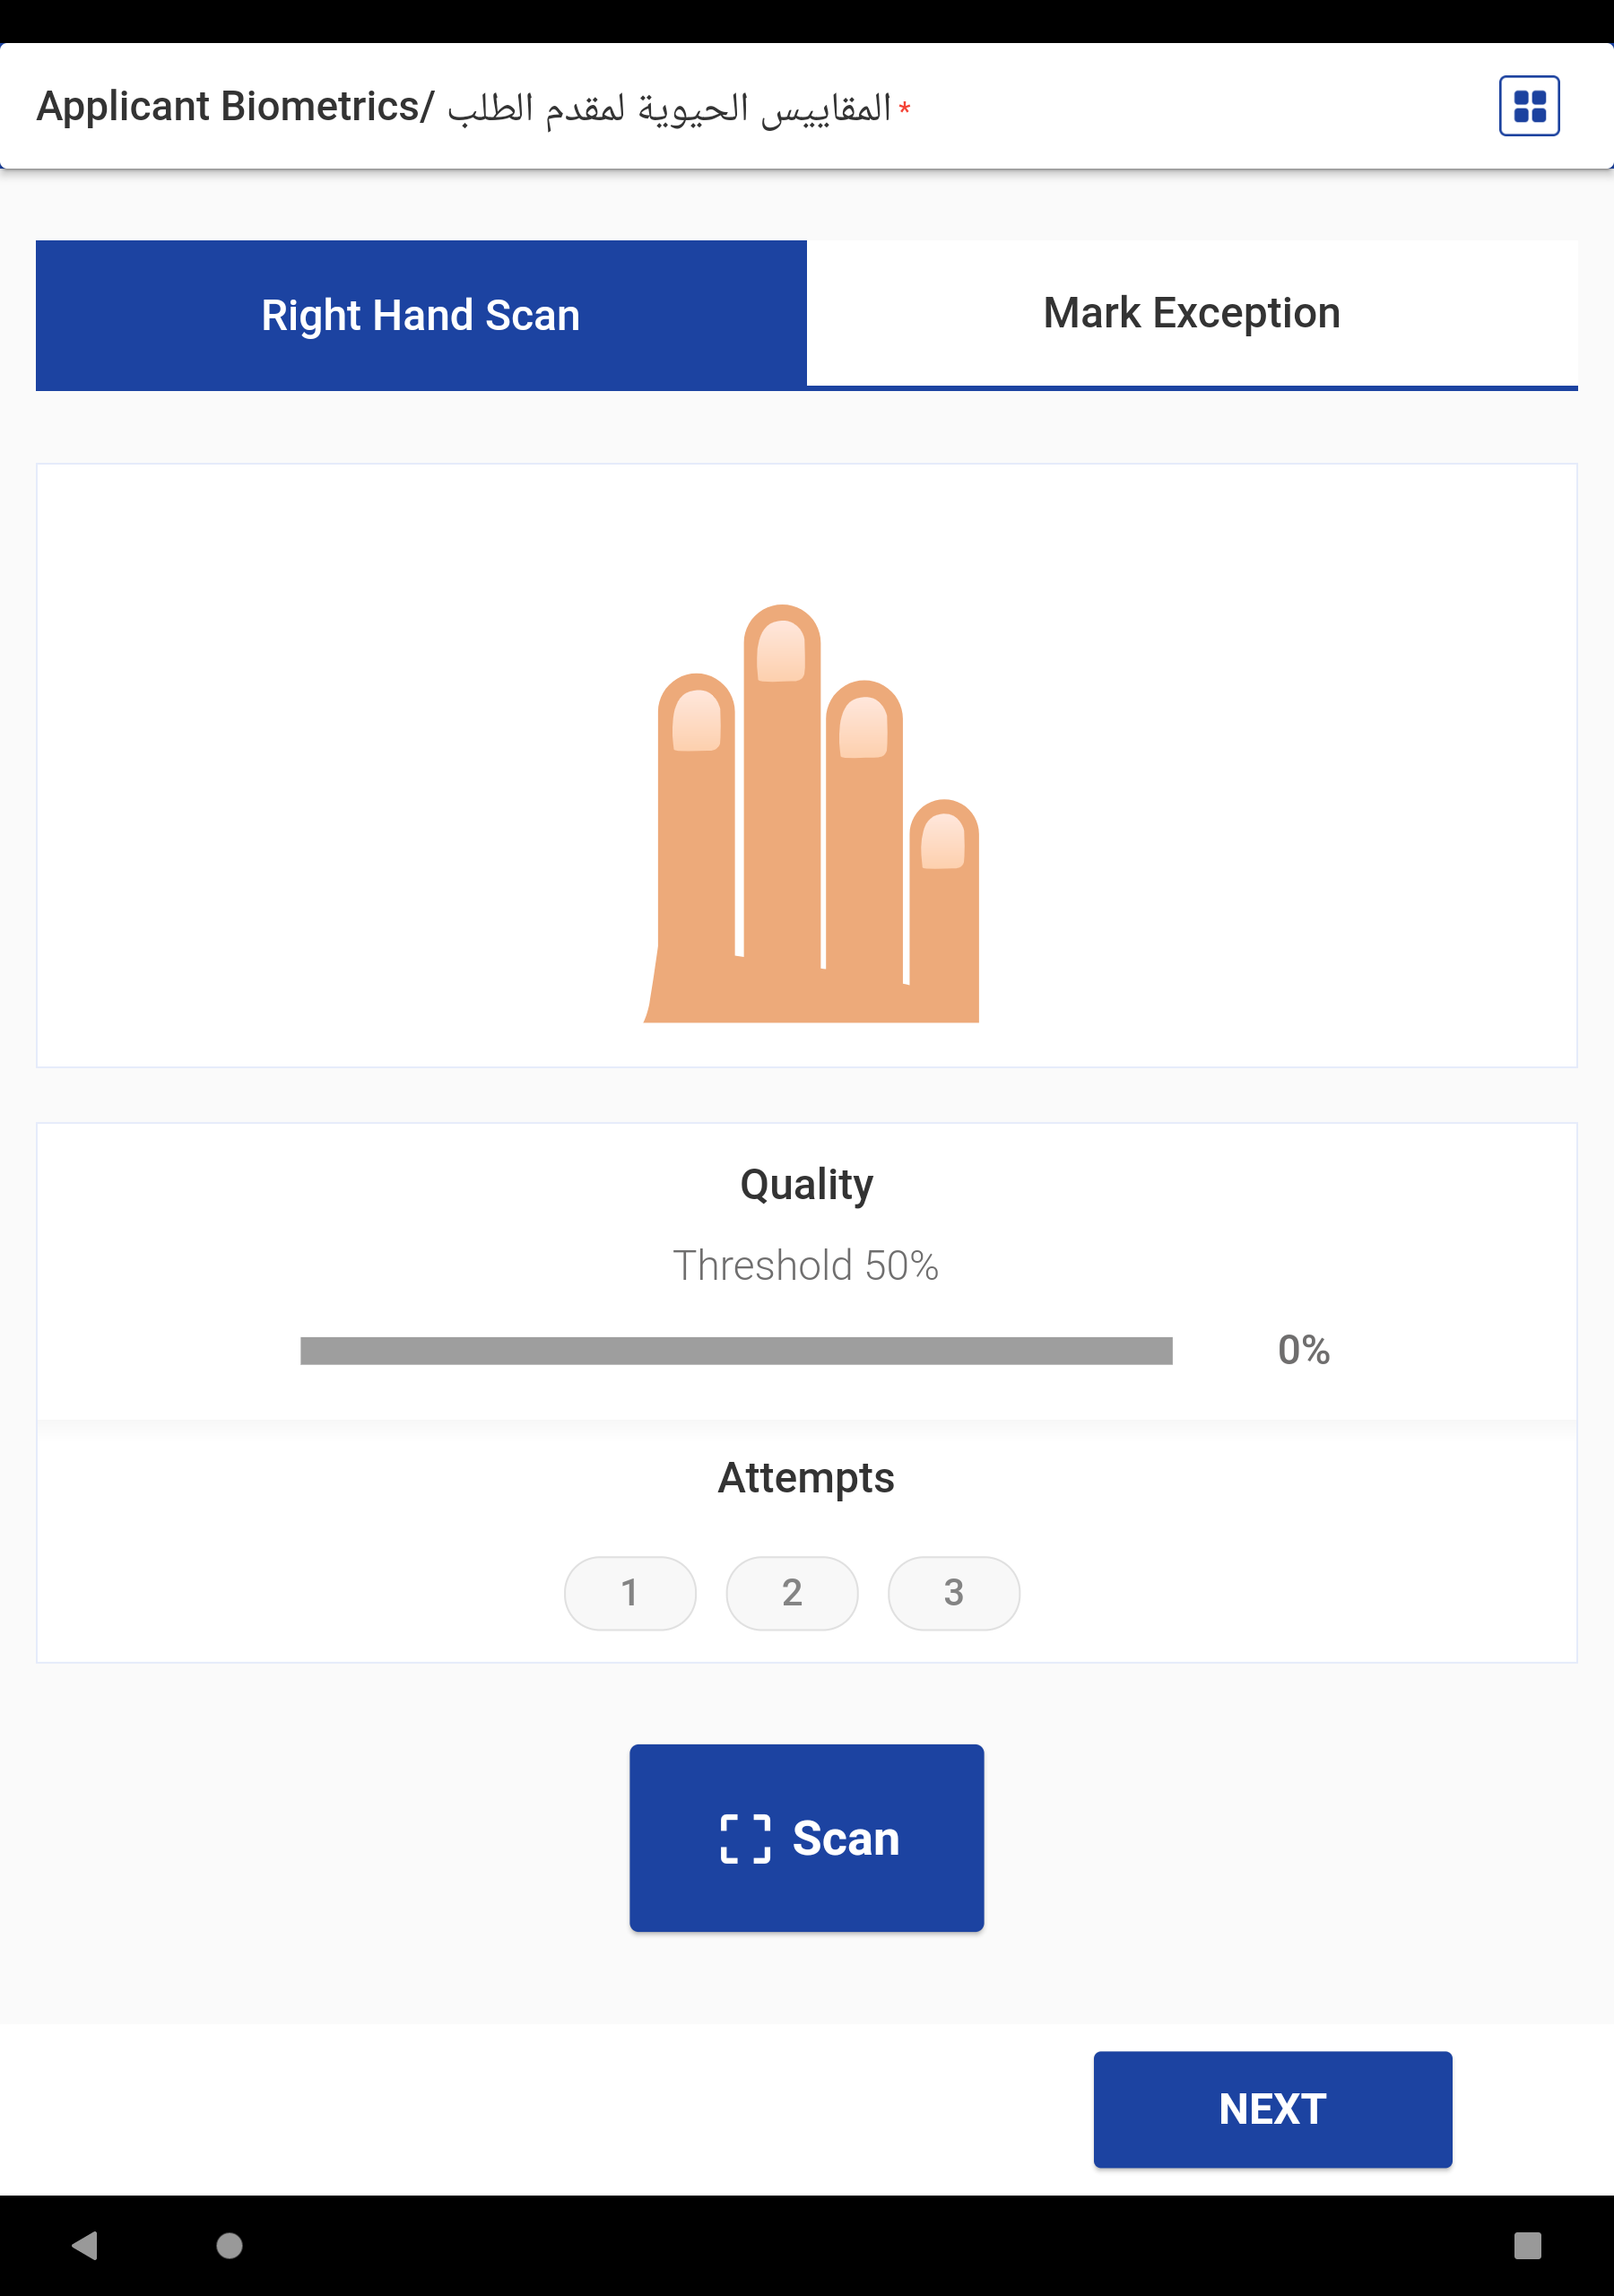 Applicant Biometrics/ المقاييس الحيوية لمقدم الطلب *
Right Hand Scan
Mark Exception
Quality
Threshold 50%
0%
Attempts
1 2 3
Scan
NEXT